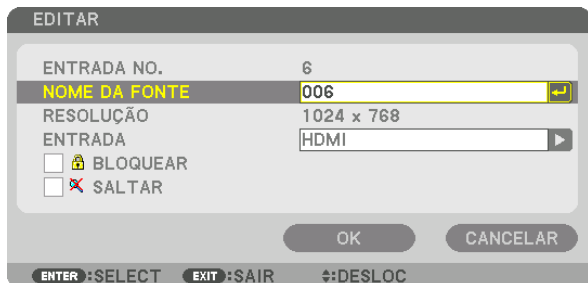 EDITAR
ENTRADA NO. 6
NOME DA FONTE 006
RESOLUÇÃO 1024 x 768
ENTRADA HDMI
BLOQUEAR
SALTAR
OK CANCELAR
ENTER :SELECT EXIT :SAIR :DESLOC